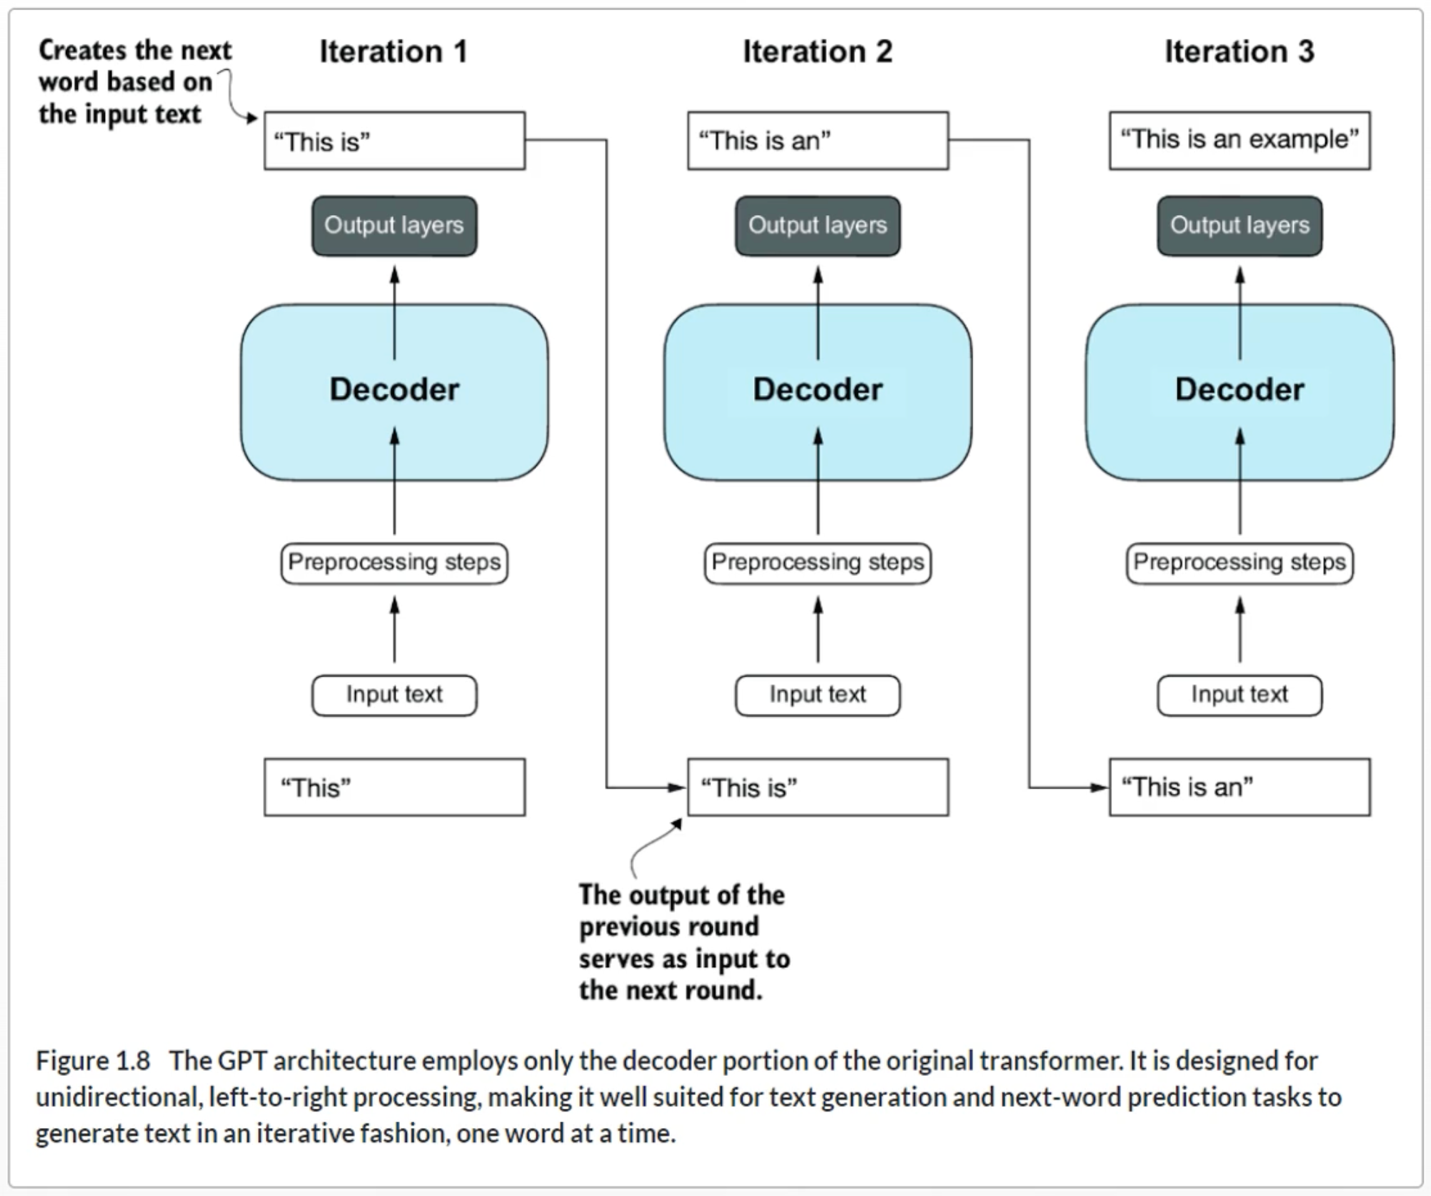 Creates the next
word based on
the input text
Iteration 1
“This is”
Output layers
Decoder
Preprocessing steps
Input text
“This”
Iteration 2
“This is an”
Output layers
Decoder
Preprocessing steps
Input text
“This is”
The output of the
previous round
serves as input to
the next round.
Iteration 3
“This is an example”
Output layers
Decoder
Preprocessing steps
Input text
“This is an”
Figure 1.8 The GPT architecture employs only the decoder portion of the original transformer. It is designed for
unidirectional, left-to-right processing, making it well suited for text generation and next-word prediction tasks to
generate text in an iterative fashion, one word at a time.